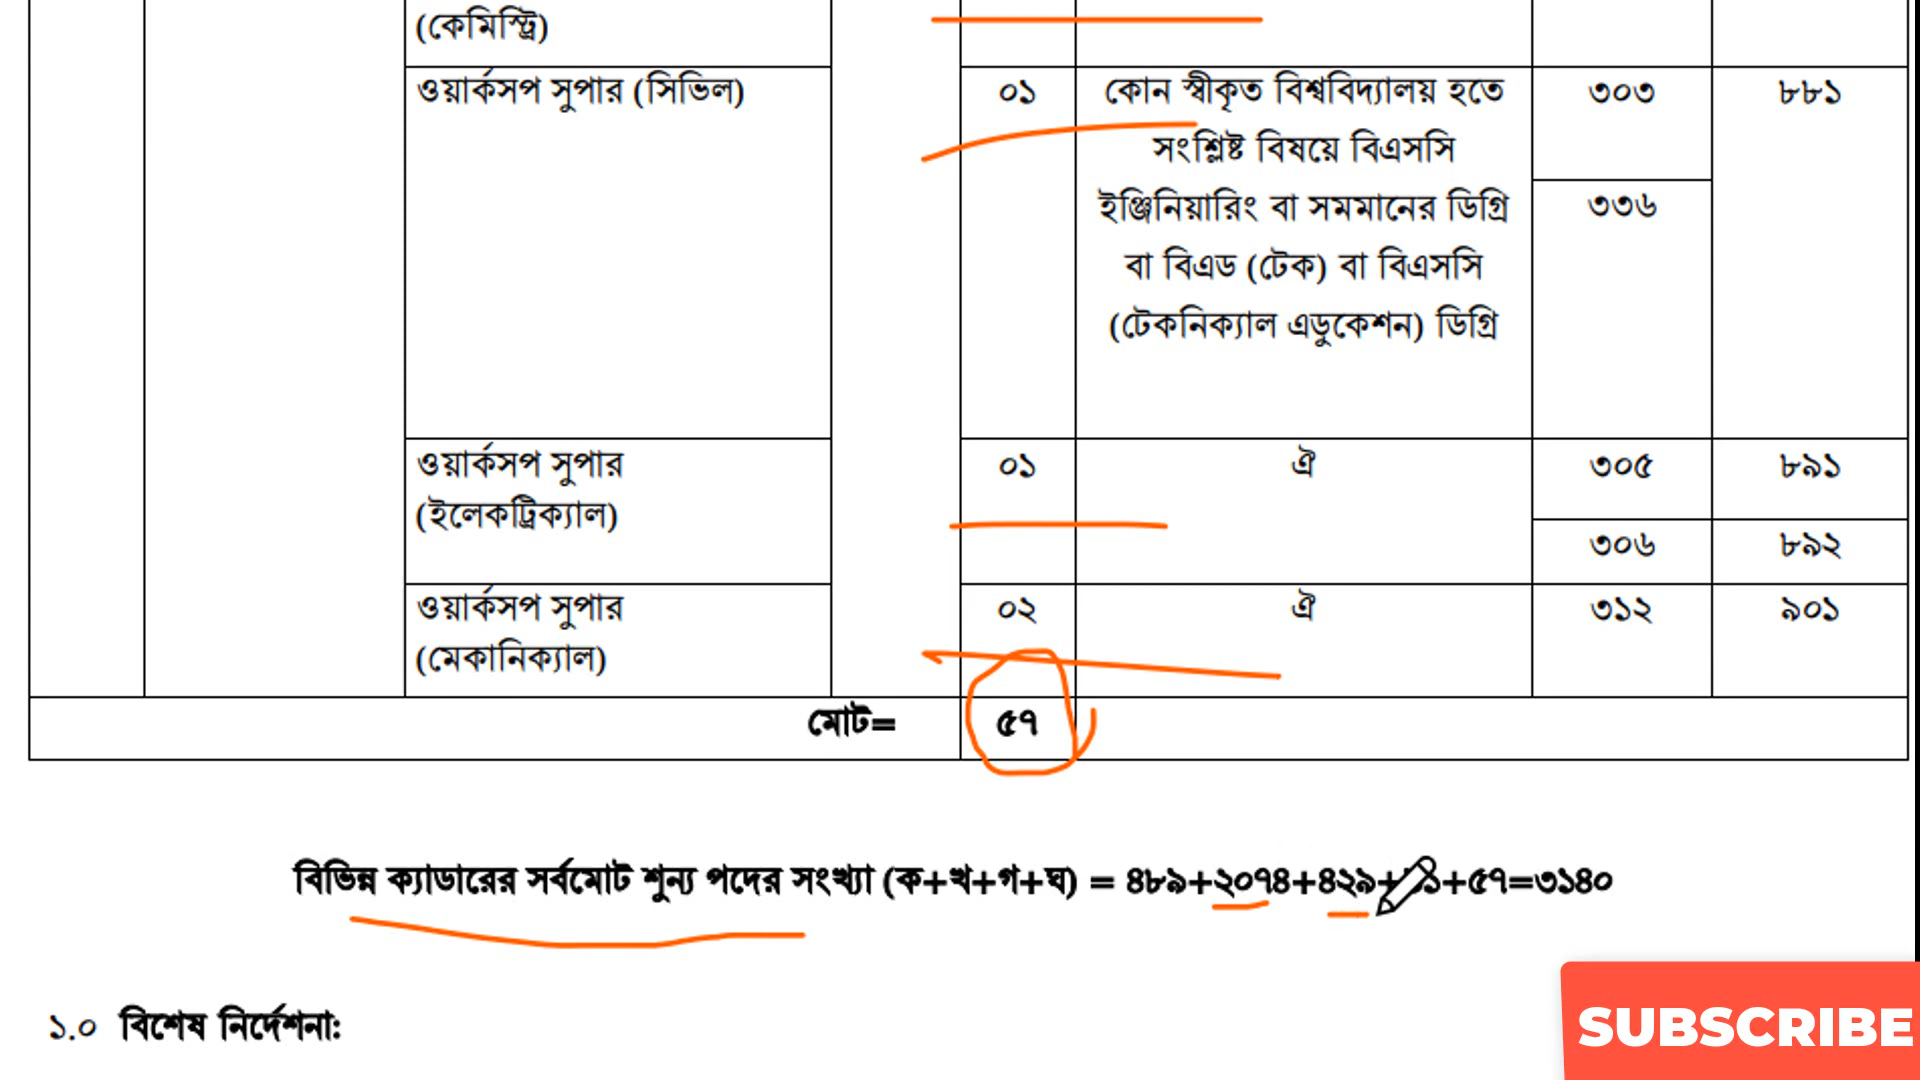 (কেমিস্ট্রি)
ওয়ার্কসপ সুপার (সিভিল) ০১ কোন স্বীকৃত বিশ্ববিদ্যালয় হতে ৩০৩ ৮৮১
সংশ্লিষ্ট বিষয়ে বিএসসি
ইঞ্জিনিয়ারিং বা সমমানের ডিগ্রি ৩৩৬
বা বিএড (টেক) বা বিএসসি
(টেকনিক্যাল এডুকেশন) ডিগ্রি
ওয়ার্কসপ সুপার ০১ ঐ ৩০৫ ৮৯১
(ইলেকট্রিক্যাল)
৩০৬ ৮৯২
ওয়ার্কসপ সুপার ০২ ঐ ৩১২ ৯০১
(মেকানিক্যাল)
মোট= ৫৭
বিভিন্ন ক্যাডারের সর্বমোট শুন্য পদের সংখ্যা (ক+খ+গ+ঘ) = ৪৮৯+২০৭৪+৪২৯+ +৫৭=৩১৪০
১.০ বিশেষ নির্দেশনা:
SUBSCRIBE